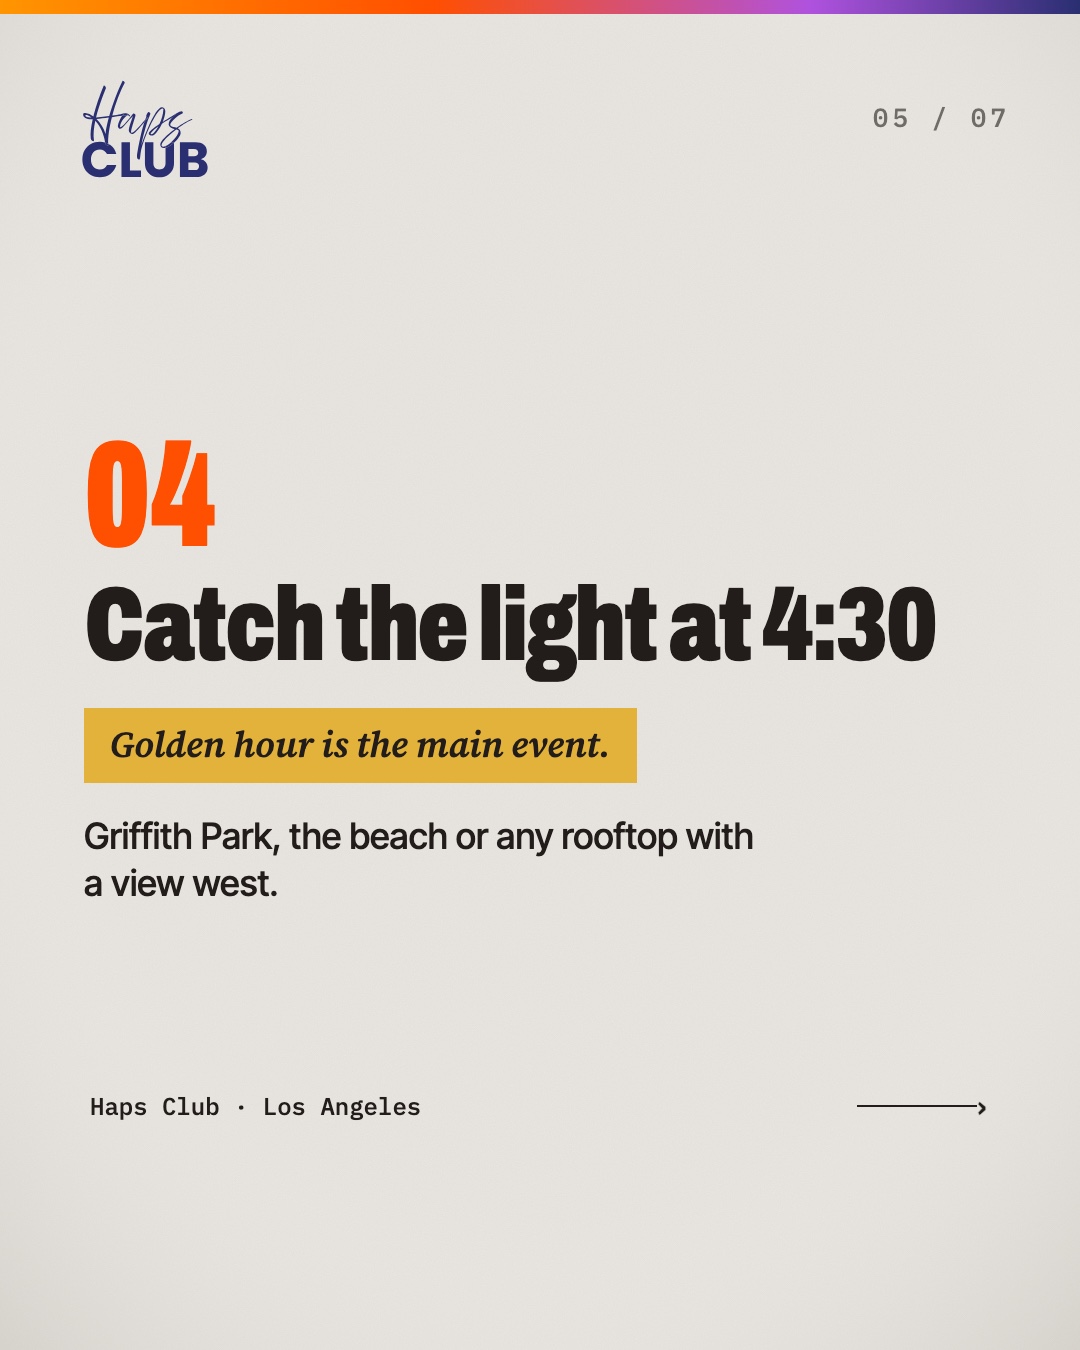 Haps
CLUB
05 / 07
04
Catch the light at 4:30
Golden hour is the main event.
Griffith Park, the beach or any rooftop with
a view west.
Haps Club · Los Angeles